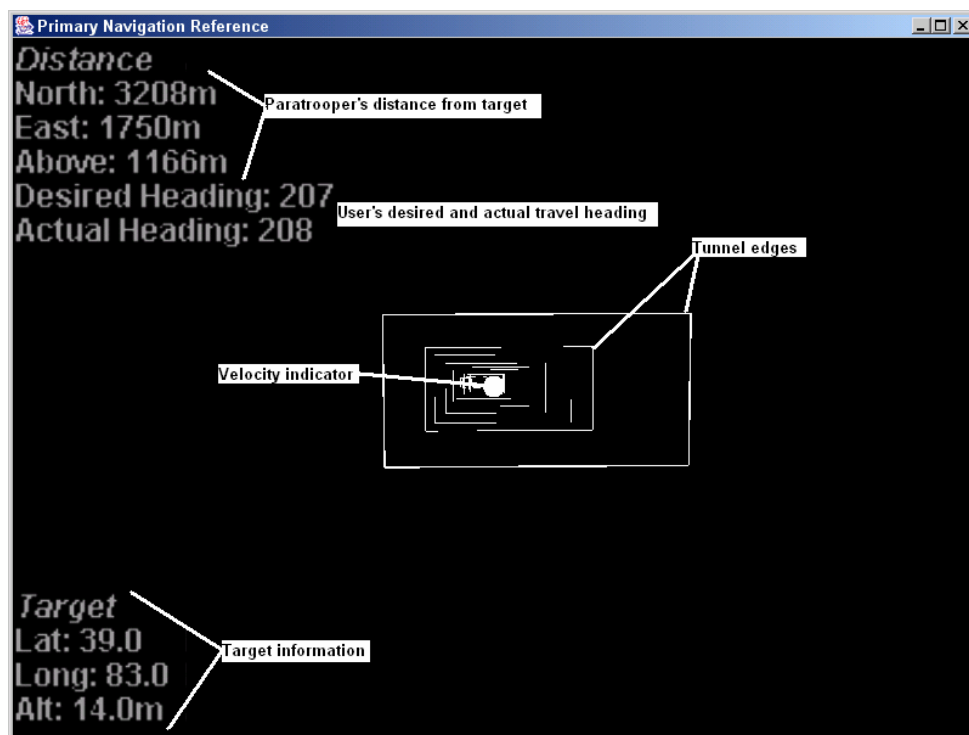 Primary Navigation Reference
Distance
North: 3208m
East: 1750m
Above: 1166m
Paratrooper's distance from target
Desired Heading: 207
Actual Heading: 208
User's desired and actual travel heading
Tunnel edges
Velocity indicator
Target
Lat: 39.0
Long: 83.0
Alt: 14.0m
Target information